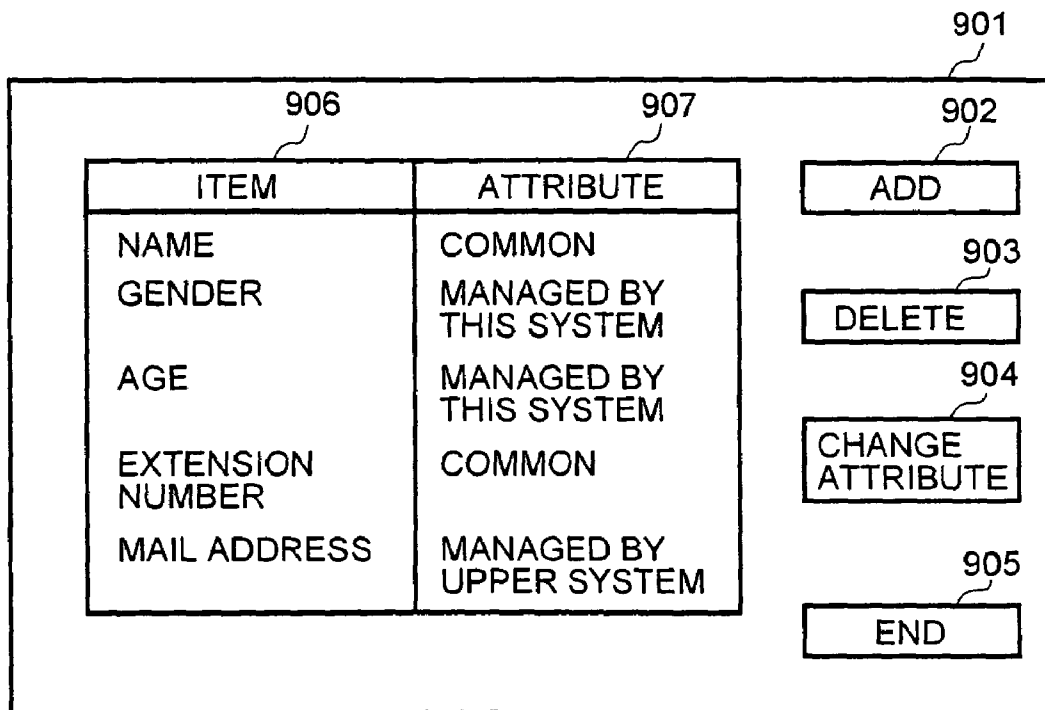 901
906
907
902
ITEM
ATTRIBUTE
ADD
NAME
COMMON
903
GENDER
MANAGED BY
THIS SYSTEM
DELETE
AGE
MANAGED BY
THIS SYSTEM
904
CHANGE
ATTRIBUTE
EXTENSION
NUMBER
COMMON
MAIL ADDRESS
MANAGED BY
UPPER SYSTEM
905
END